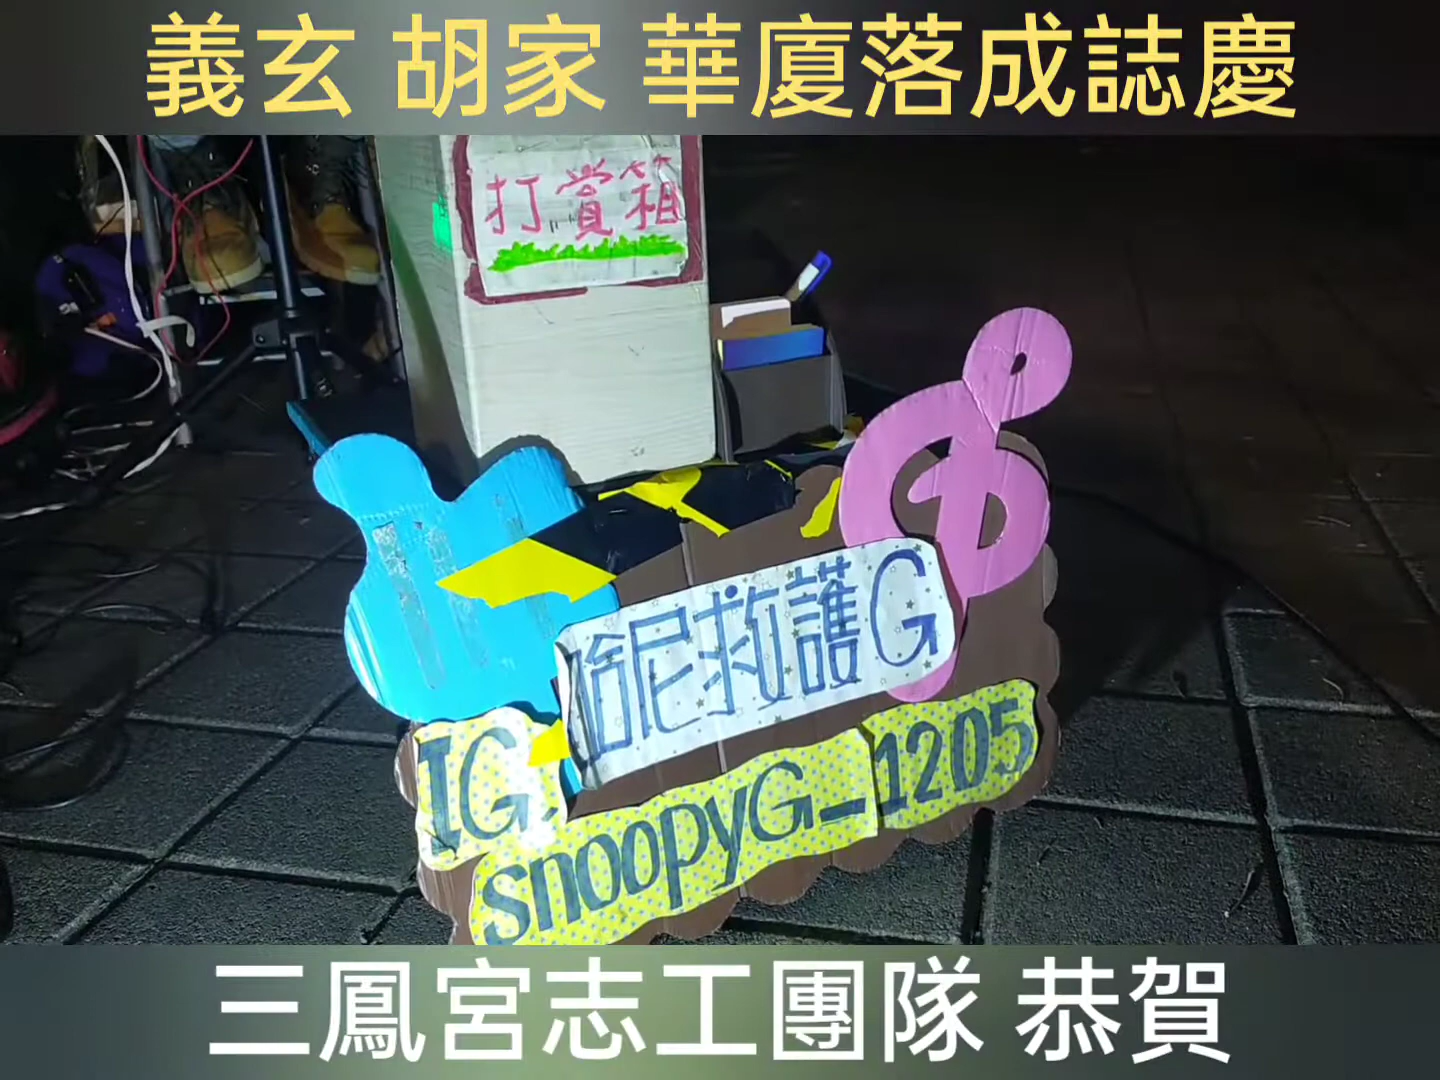 義玄 胡家 華廈落成誌慶
打賞箱
哈尼救護G
IG:
snoopyG_1205
三鳳宮志工團隊 恭賀